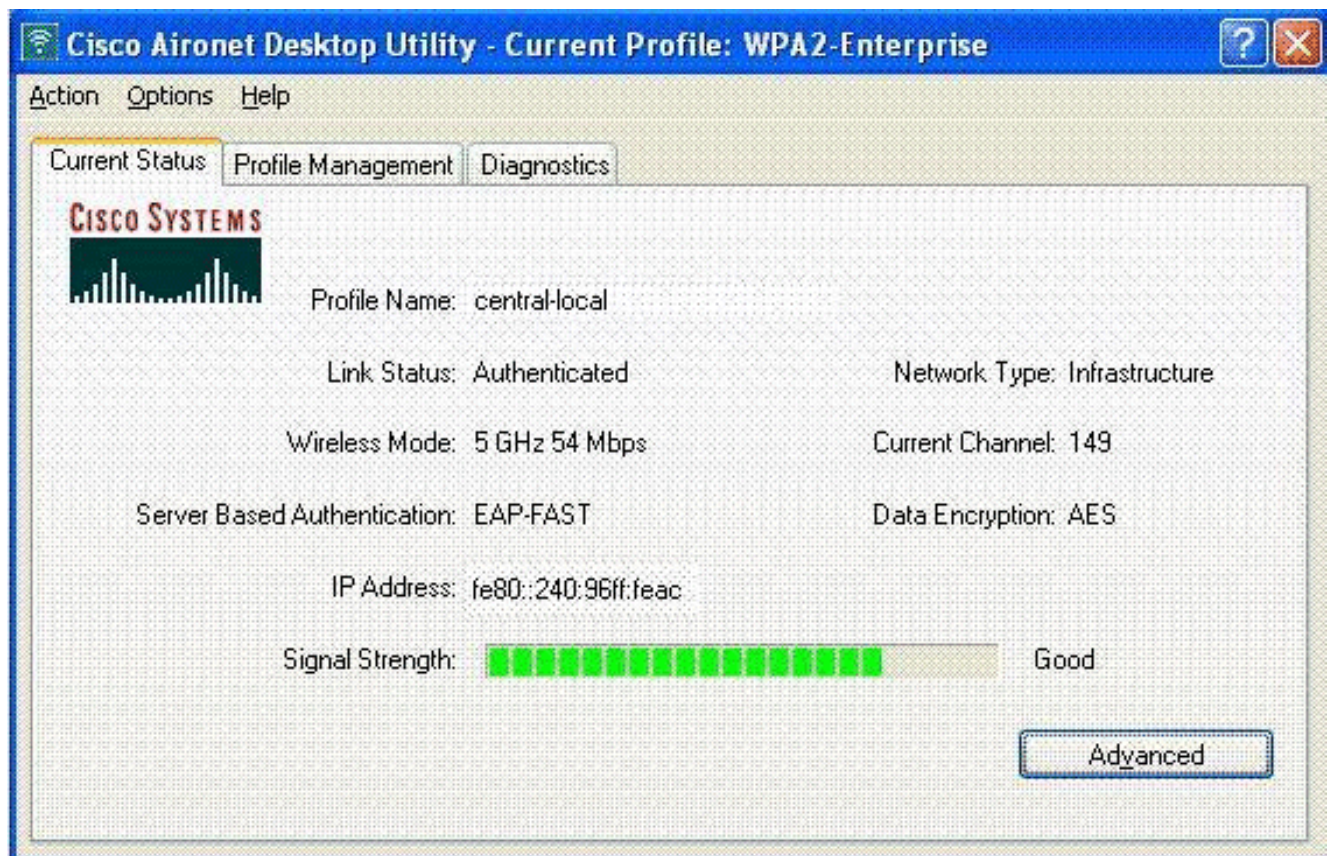 Cisco Aironet Desktop Utility - Current Profile: WPA2-Enterprise
Action Options Help
Current Status Profile Management Diagnostics
CISCO SYSTEMS
Profile Name: central-local
Link Status: Authenticated Network Type: Infrastructure
Wireless Mode: 5 GHz 54 Mbps Current Channel: 149
Server Based Authentication: EAP-FAST Data Encryption: AES
IP Address: fe80::240:96ff:feac
Signal Strength: Good
Advanced